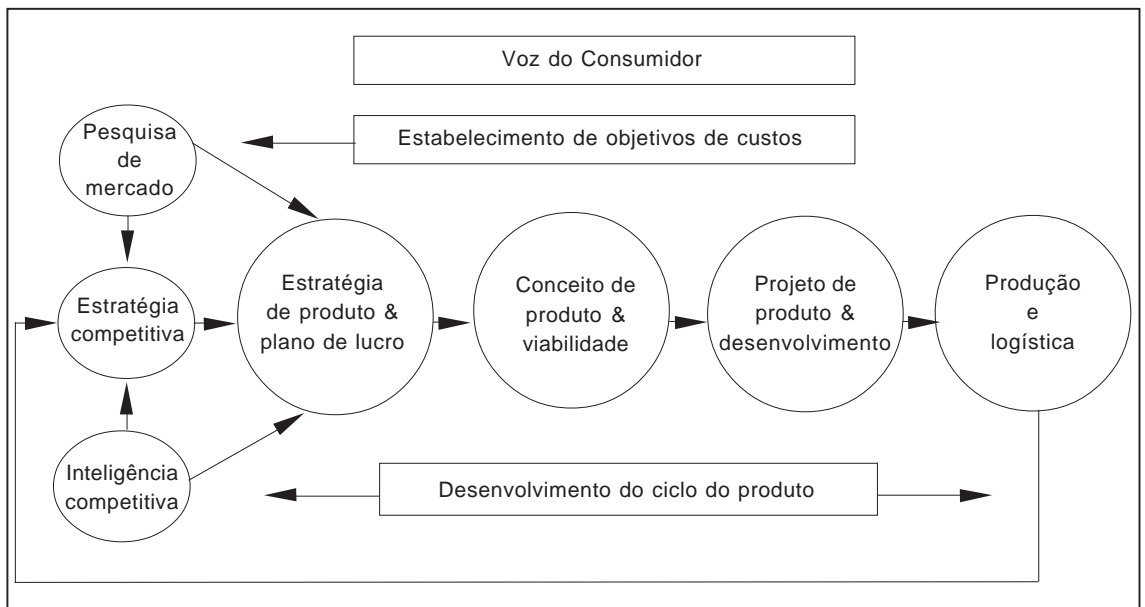 Voz do Consumidor
Estabelecimento de objetivos de custos
Pesquisa
de
mercado
Estratégia
competitiva
Inteligência
competitiva
Estratégia
de produto &
plano de lucro
Conceito de
produto &
viabilidade
Projeto de
produto &
desenvolvimento
Produção
e
logística
Desenvolvimento do ciclo do produto